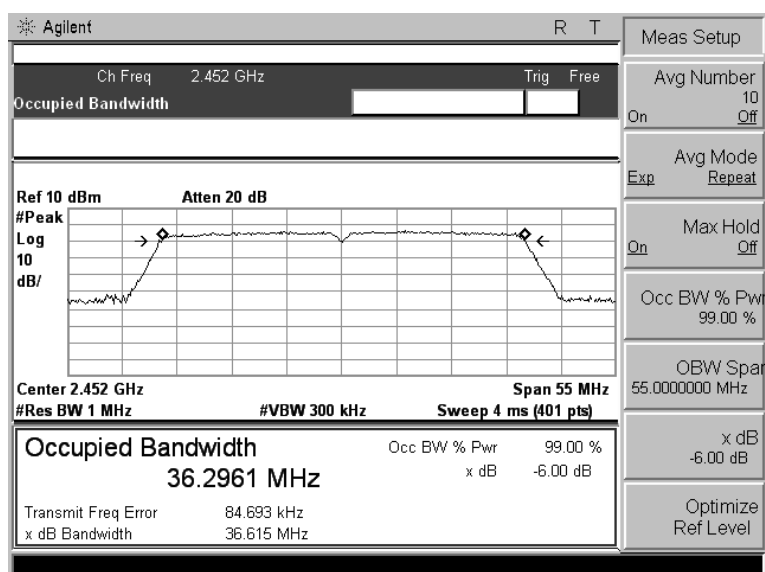 Agilent
R T
Meas Setup
Ch Freq 2.452 GHz Trig Free
Occupied Bandwidth
Avg Number
10
On Off
Avg Mode
Exp Repeat
Ref 10 dBm Atten 20 dB
#Peak
Log
10
dB/
Max Hold
On Off
Occ BW % Pwr
99.00 %
OBW Span
55.0000000 MHz
Center 2.452 GHz Span 55 MHz
#Res BW 1 MHz #VBW 300 kHz Sweep 4 ms (401 pts)
Occupied Bandwidth
36.2961 MHz
Occ BW % Pwr 99.00 %
x dB -6.00 dB
Transmit Freq Error 84.693 kHz
x dB Bandwidth 36.615 MHz
x dB
-6.00 dB
Optimize
Ref Level